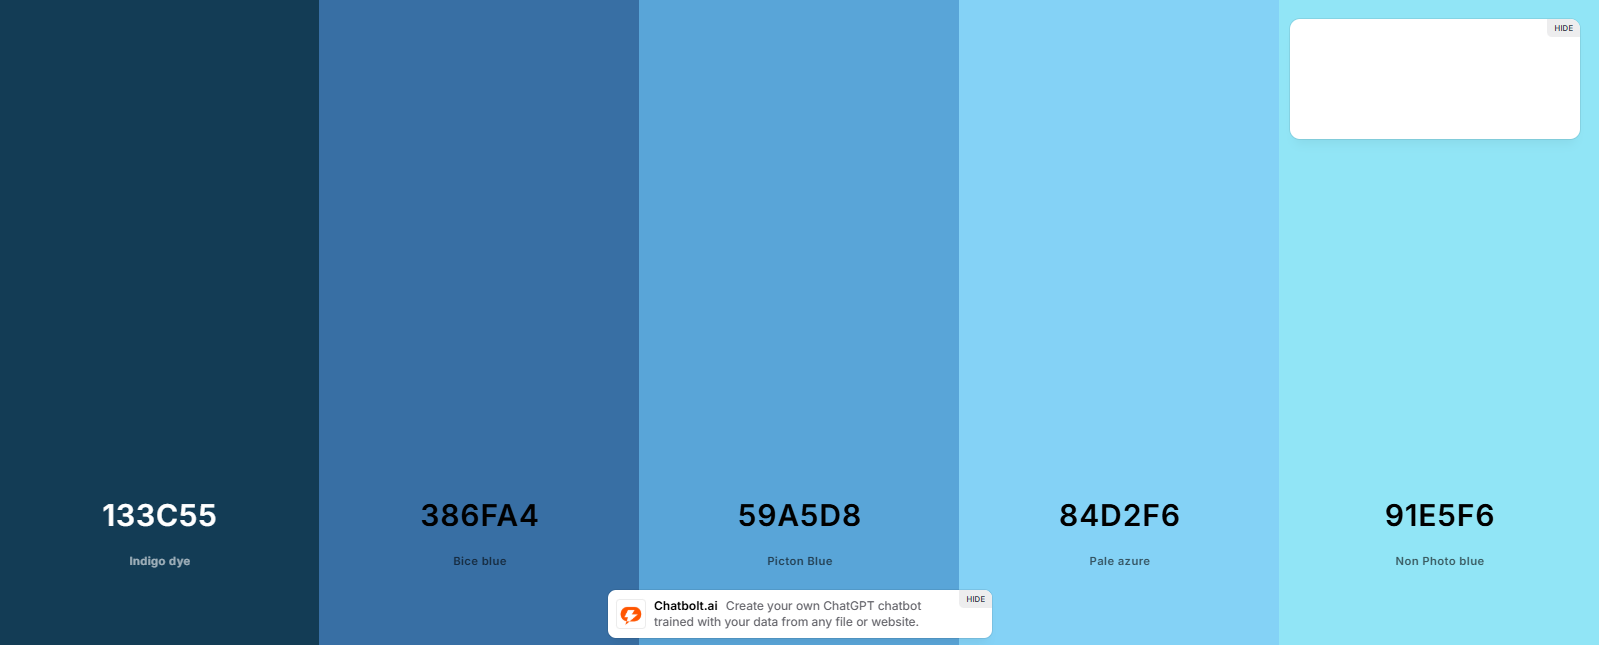 HIDE
133C55
Indigo dye
386FA4
Bice blue
59A5D8
Picton Blue
84D2F6
Pale azure
91E5F6
Non Photo blue
Chatbolt.ai Create your own ChatGPT chatbot
trained with your data from any file or website.
HIDE